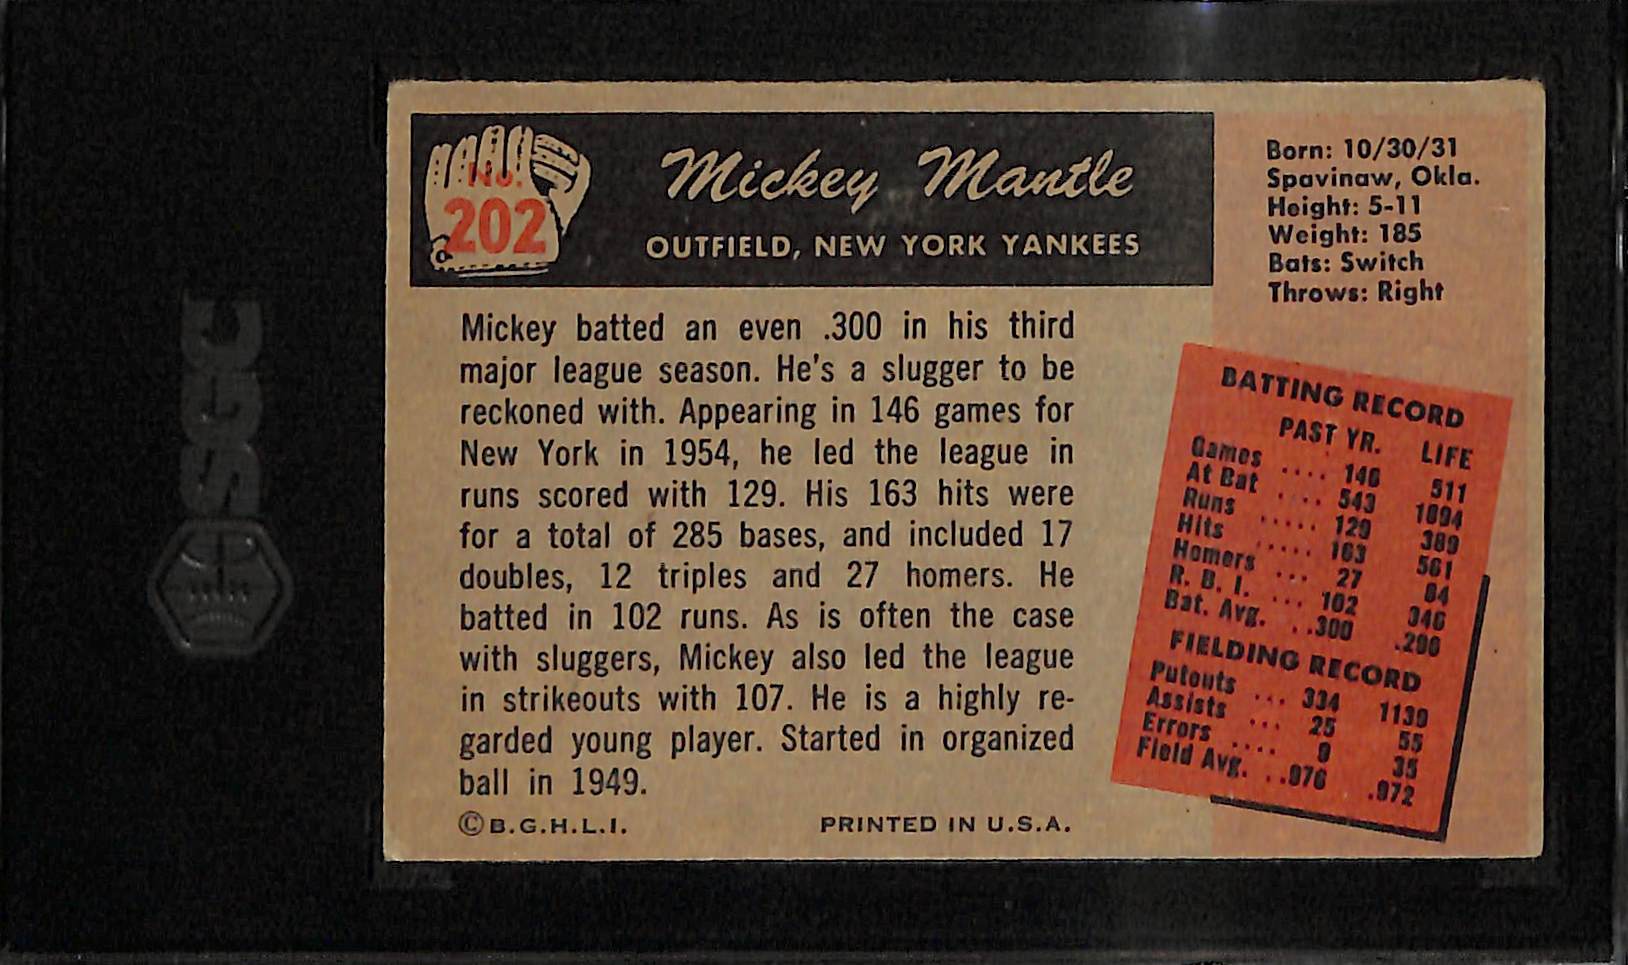 SGC
No.
202
Mickey Mantle
OUTFIELD, NEW YORK YANKEES
Born: 10/30/31
Spavinaw, Okla.
Height: 5-11
Weight: 185
Bats: Switch
Throws: Right
Mickey batted an even .300 in his third
major league season. He's a slugger to be
reckoned with. Appearing in 146 games for
New York in 1954, he led the league in
runs scored with 129. His 163 hits were
for a total of 285 bases, and included 17
doubles, 12 triples and 27 homers. He
batted in 102 runs. As is often the case
with sluggers, Mickey also led the league
in strikeouts with 107. He is a highly re-
garded young player. Started in organized
ball in 1949.
©B.G.H.L.I. PRINTED IN U.S.A.
BATTING RECORD
PAST YR. LIFE
Games .... 146 511
At Bat .... 543 1894
Runs ..... 129 389
Hits ..... 163 561
Homers ... 27 84
R. B. I. ... 102 346
Bat. Avg. ..300 .296
FIELDING RECORD
Putouts ... 334 1139
Assists ... 25 55
Errors .... 9 35
Field Avg. ..976 .972